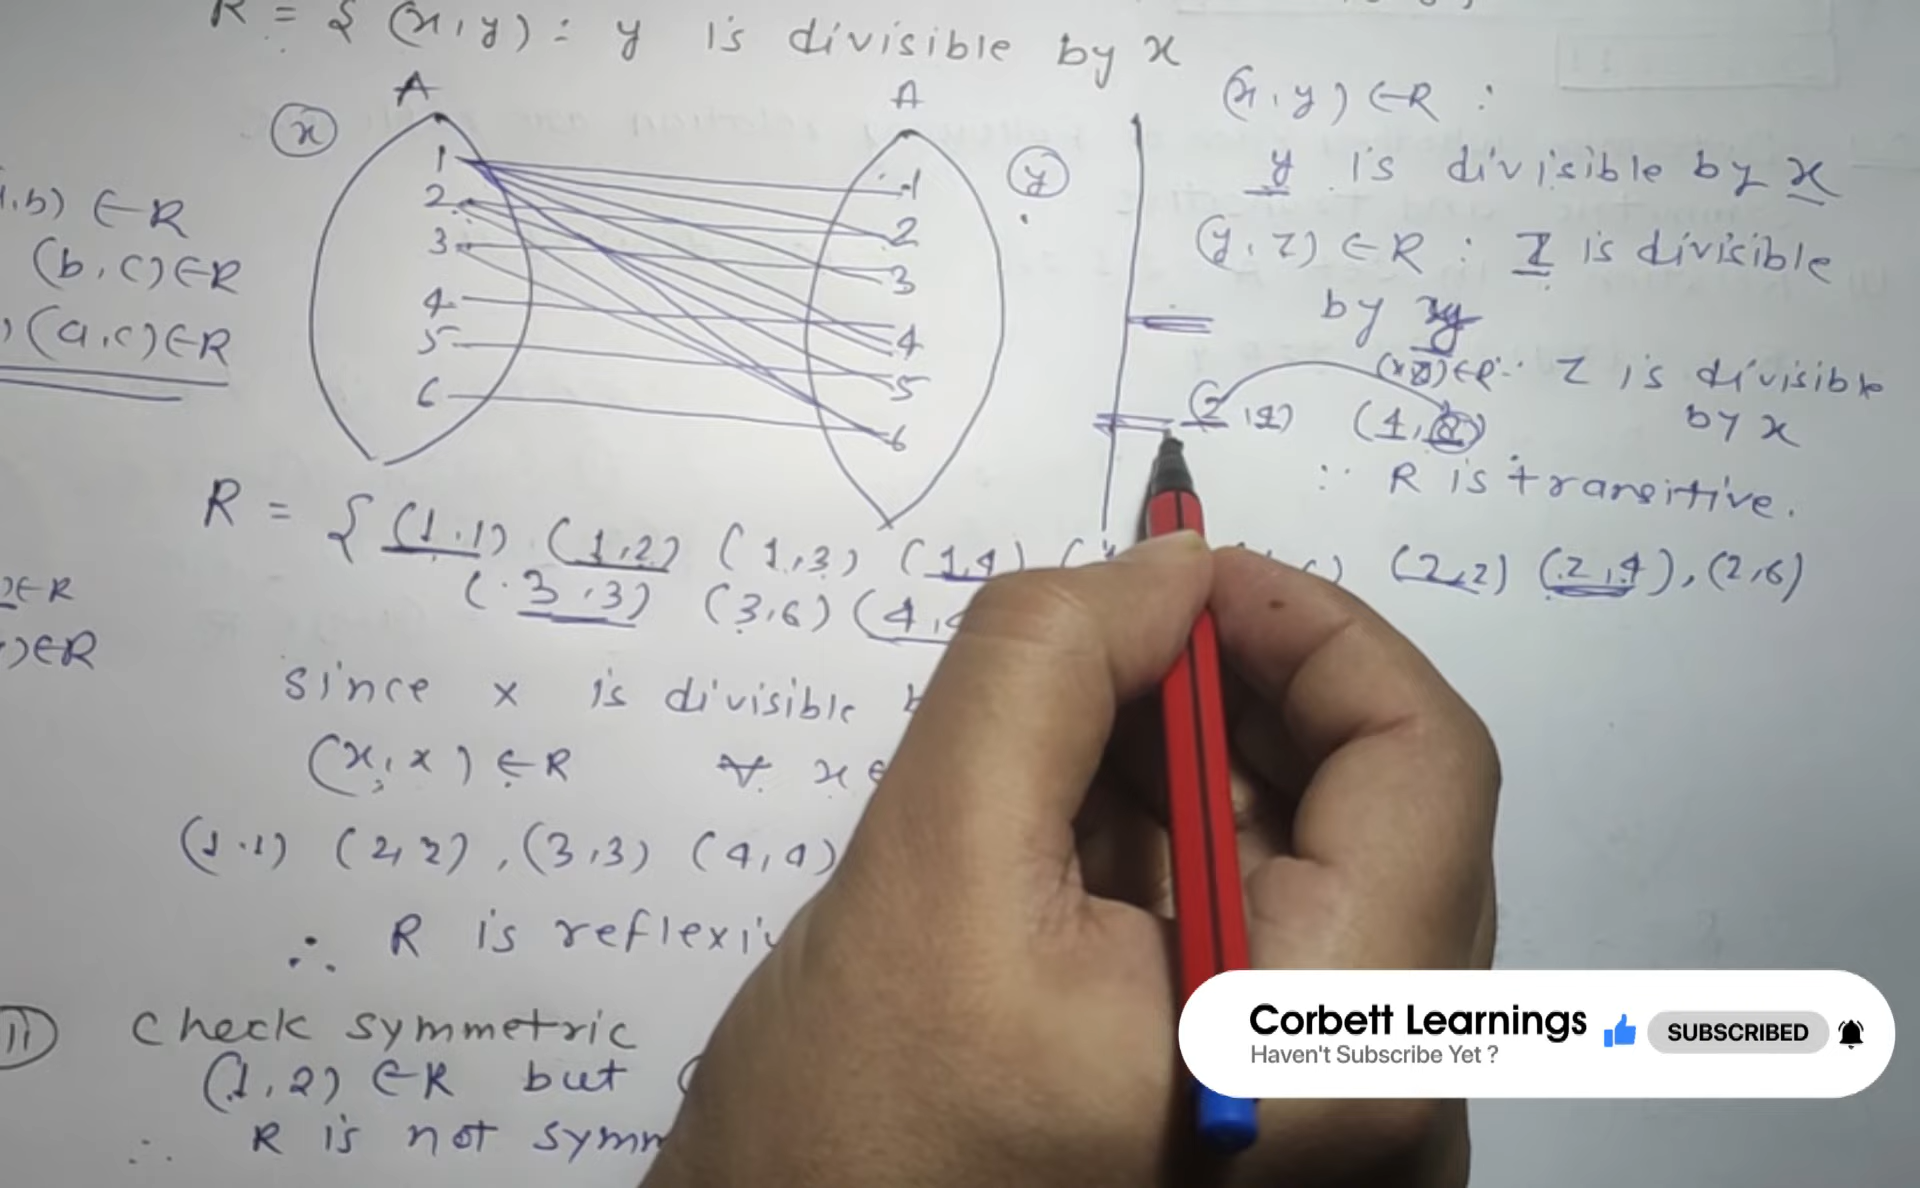 R = { (x,y) : y is divisible by x
A
A
x
y
1
2
3
4
5
6
1
2
3
4
5
6
(b,c) ∈ R
(a,c) ∈ R
(x,y) ∈ R :
y is divisible by x
(y,z) ∈ R : z is divisible
by
z is divisible
by x
∵ R is transitive.
R = { (1,1) (1,2) (1,3) (1,4) (2,2) (2,4), (2,6)
(3,3) (3,6) (4,
since x is divisible
(x,x) ∈ R ∀ x ∈
(1,1) (2,2), (3,3) (4,4)
∴ R is reflexiv
II check symmetric
(1,2) ∈ R but
∴ R is not symm
Corbett Learnings
Haven't Subscribe Yet ?
SUBSCRIBED